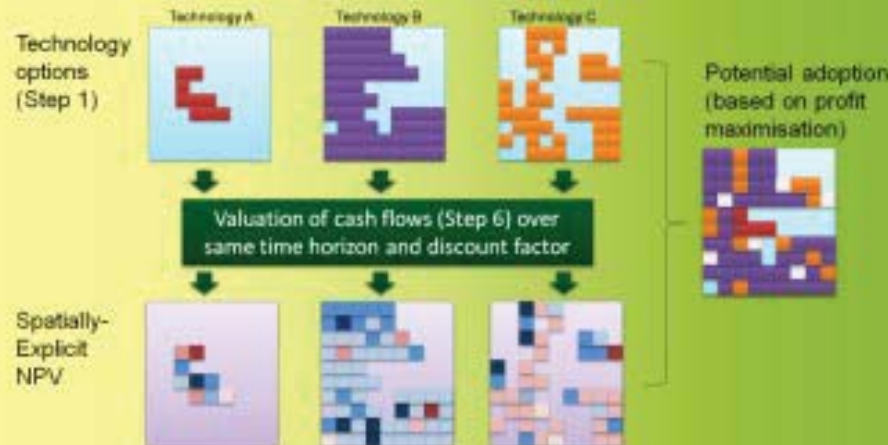 Technology A
Technology B
Technology C
Technology
options
(Step 1)
Potential adoption
(based on profit
maximisation)
Valuation of cash flows (Step 6) over
same time horizon and discount factor
Spatially-
Explicit
NPV